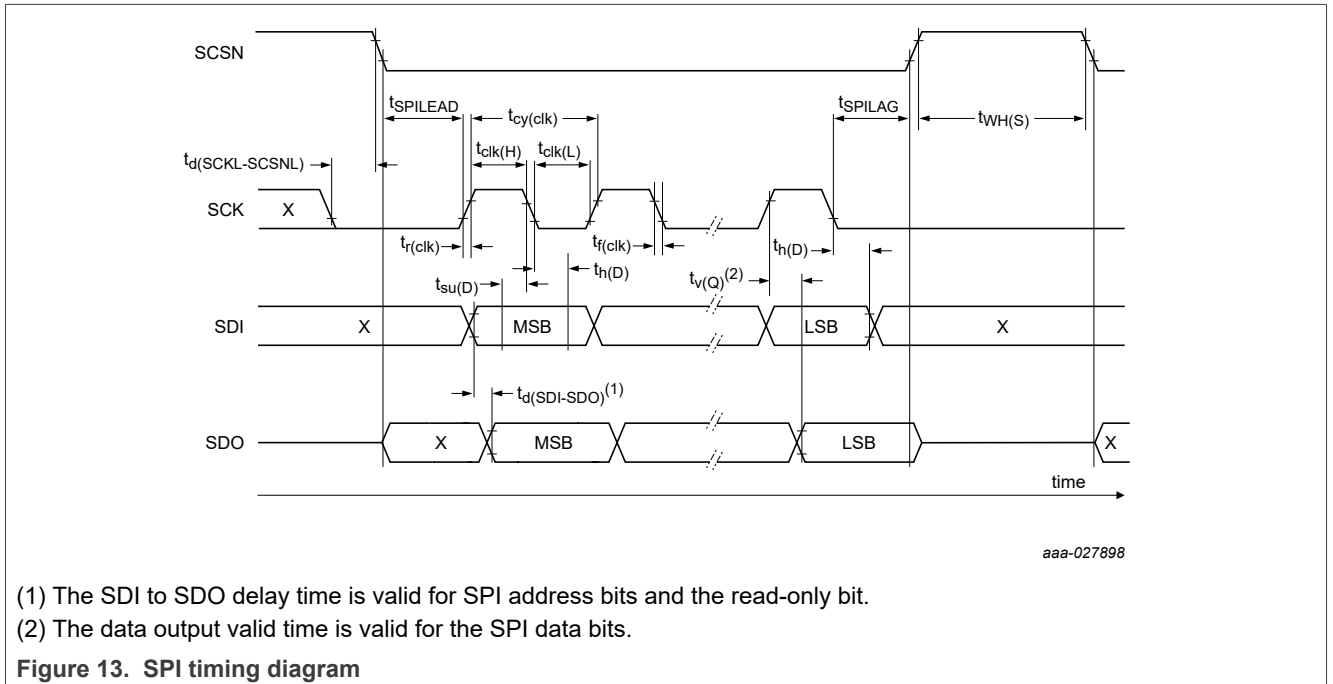 SCSN
tSPILEAD
tcy(clk)
tSPILAG
tWH(S)
tclk(H)
tclk(L)
td(SCKL-SCSNL)
SCK
X
tr(clk)
tf(clk)
th(D)
th(D)
tsu(D)
tv(Q)(2)
SDI
X
MSB
LSB
X
td(SDI-SDO)(1)
SDO
X
MSB
LSB
X
time
aaa-027898
(1) The SDI to SDO delay time is valid for SPI address bits and the read-only bit.
(2) The data output valid time is valid for the SPI data bits.
Figure 13. SPI timing diagram